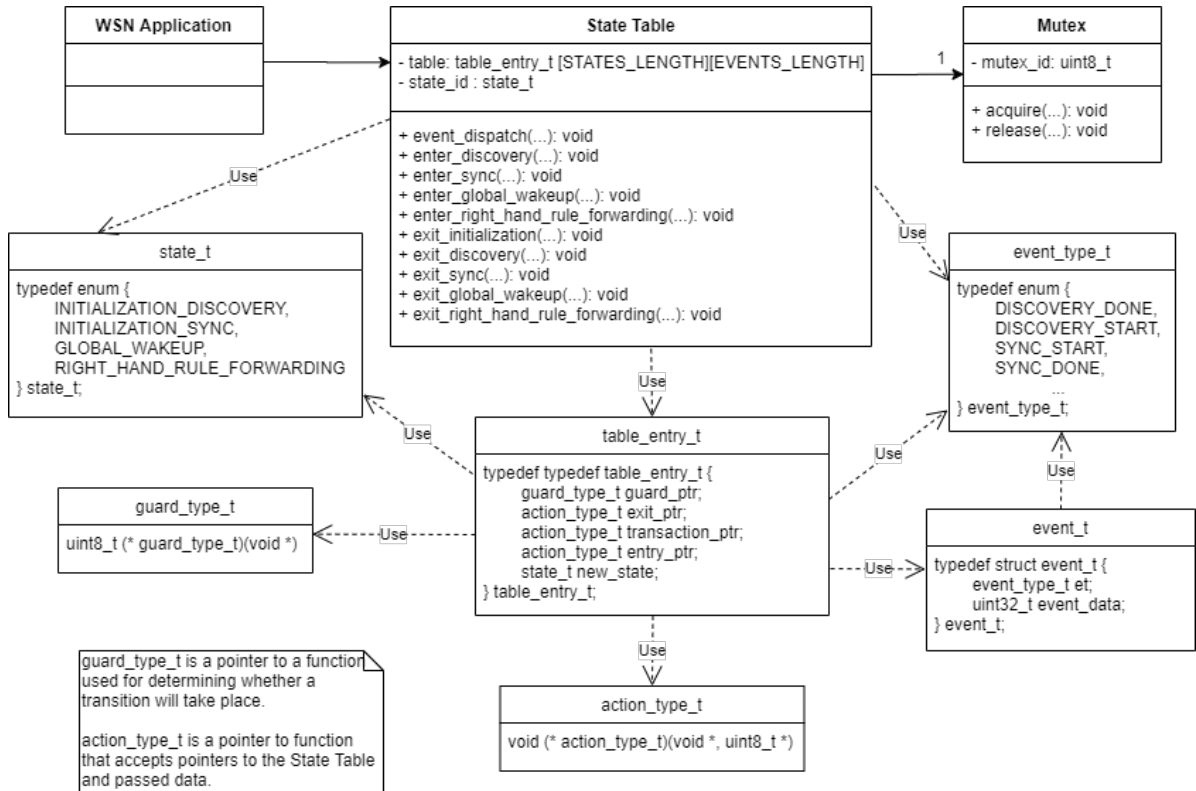 WSN Application
State Table
- table: table_entry_t [STATES_LENGTH][EVENTS_LENGTH]
- state_id : state_t
+ event_dispatch(...): void
+ enter_discovery(...): void
+ enter_sync(...): void
+ enter_global_wakeup(...): void
+ enter_right_hand_rule_forwarding(...): void
+ exit_initialization(...): void
+ exit_discovery(...): void
+ exit_sync(...): void
+ exit_global_wakeup(...): void
+ exit_right_hand_rule_forwarding(...): void
1
Mutex
- mutex_id: uint8_t
+ acquire(...): void
+ release(...): void
Use
Use
state_t
typedef enum {
INITIALIZATION_DISCOVERY,
INITIALIZATION_SYNC,
GLOBAL_WAKEUP,
RIGHT_HAND_RULE_FORWARDING
} state_t;
event_type_t
typedef enum {
DISCOVERY_DONE,
DISCOVERY_START,
SYNC_START,
SYNC_DONE,
...
} event_type_t;
Use
Use
Use
Use
table_entry_t
typedef typedef table_entry_t {
guard_type_t guard_ptr;
action_type_t exit_ptr;
action_type_t transaction_ptr;
action_type_t entry_ptr;
state_t new_state;
} table_entry_t;
guard_type_t
uint8_t (* guard_type_t)(void *)
Use
Use
event_t
typedef struct event_t {
event_type_t et;
uint32_t event_data;
} event_t;
Use
action_type_t
void (* action_type_t)(void *, uint8_t *)
guard_type_t is a pointer to a function
used for determining whether a
transition will take place.
action_type_t is a pointer to function
that accepts pointers to the State Table
and passed data.